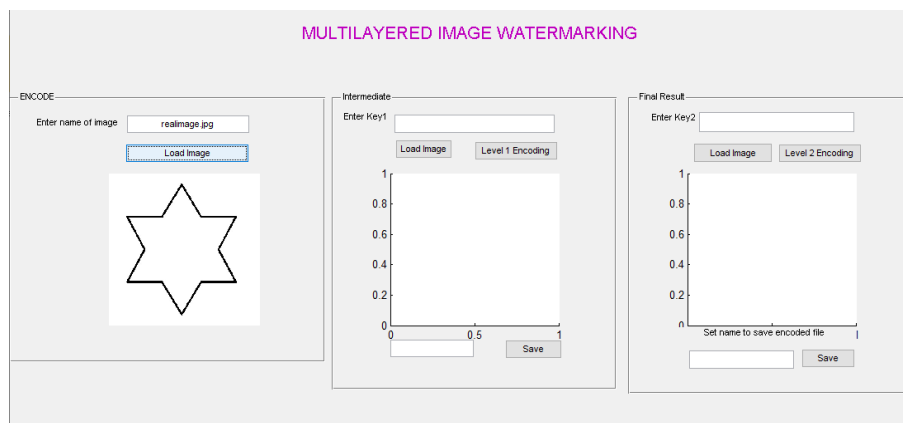 MULTILAYERED IMAGE WATERMARKING
ENCODE
Enter name of image
realimage.jpg
Load Image
Intermediate
Enter Key1
Load Image
Level 1 Encoding
1
0.8
0.6
0.4
0.2
0
0
0.5
1
Save
Final Result
Enter Key2
Load Image
Level 2 Encoding
1
0.8
0.6
0.4
0.2
0
Set name to save encoded file
Save